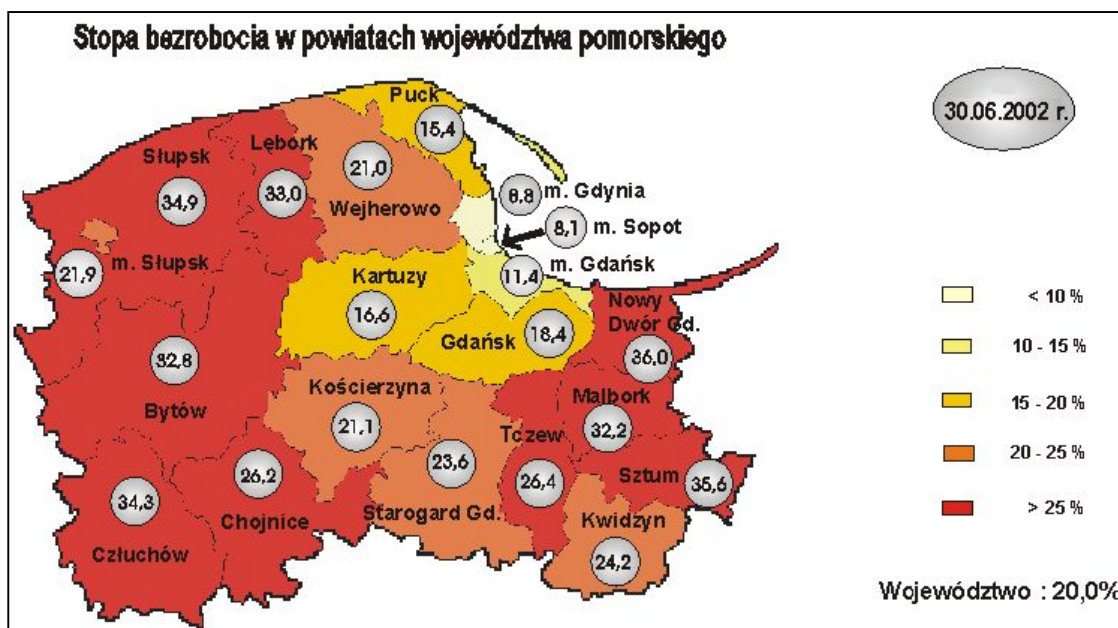 Stopa bezrobocia w powiatach województwa pomorskiego
30.06.2002 r.
Puck
15,4
Słupsk
34,9
Lębork
33,0
21,0
Wejherowo
8,8
m. Gdynia
8,1
m. Sopot
11,4
m. Gdańsk
21,9
m. Słupsk
Kartuzy
16,6
Gdańsk
18,4
Nowy
Dwór Gd.
36,0
32,8
Bytów
Kościerzyna
21,1
Malbork
32,2
Tczew
26,4
23,6
Starogard Gd.
Sztum
35,6
26,2
Chojnice
34,3
Człuchów
Kwidzyn
24,2
< 10 %
10 - 15 %
15 - 20 %
20 - 25 %
> 25 %
Województwo : 20,0%